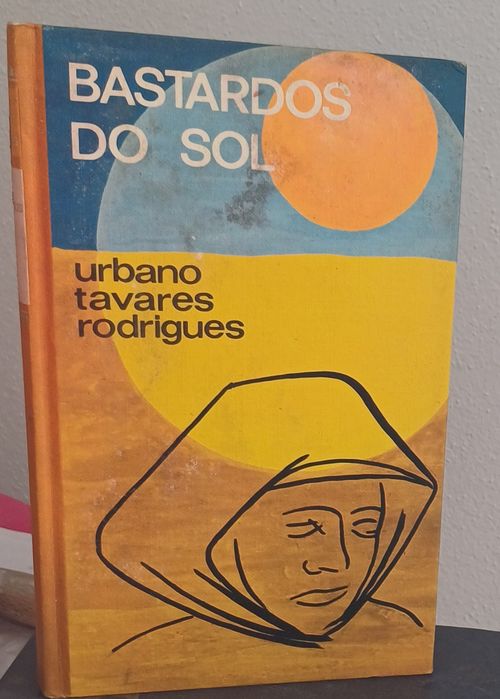 BASTARDOS
DO SOL
urbano
tavares
rodrigues